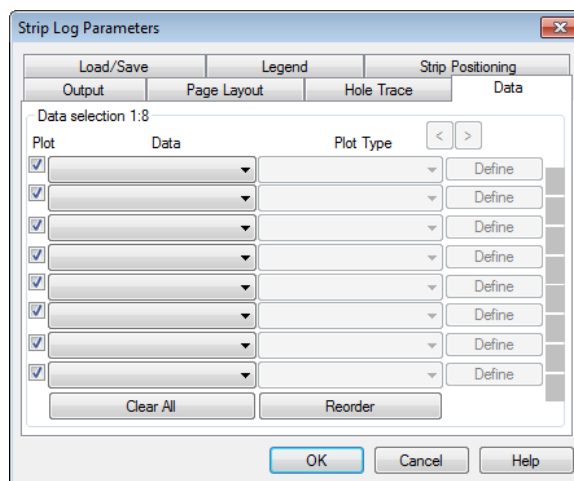 Strip Log Parameters
Load/Save Legend Strip Positioning
Output Page Layout Hole Trace Data
Data selection 1:8
Plot Data Plot Type < >
Define
Define
Define
Define
Define
Define
Define
Define
Clear All Reorder
OK Cancel Help